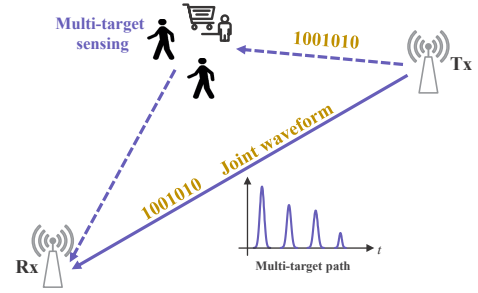 Multi-target
sensing
1001010
Tx
1001010 Joint waveform
Rx
t
Multi-target path